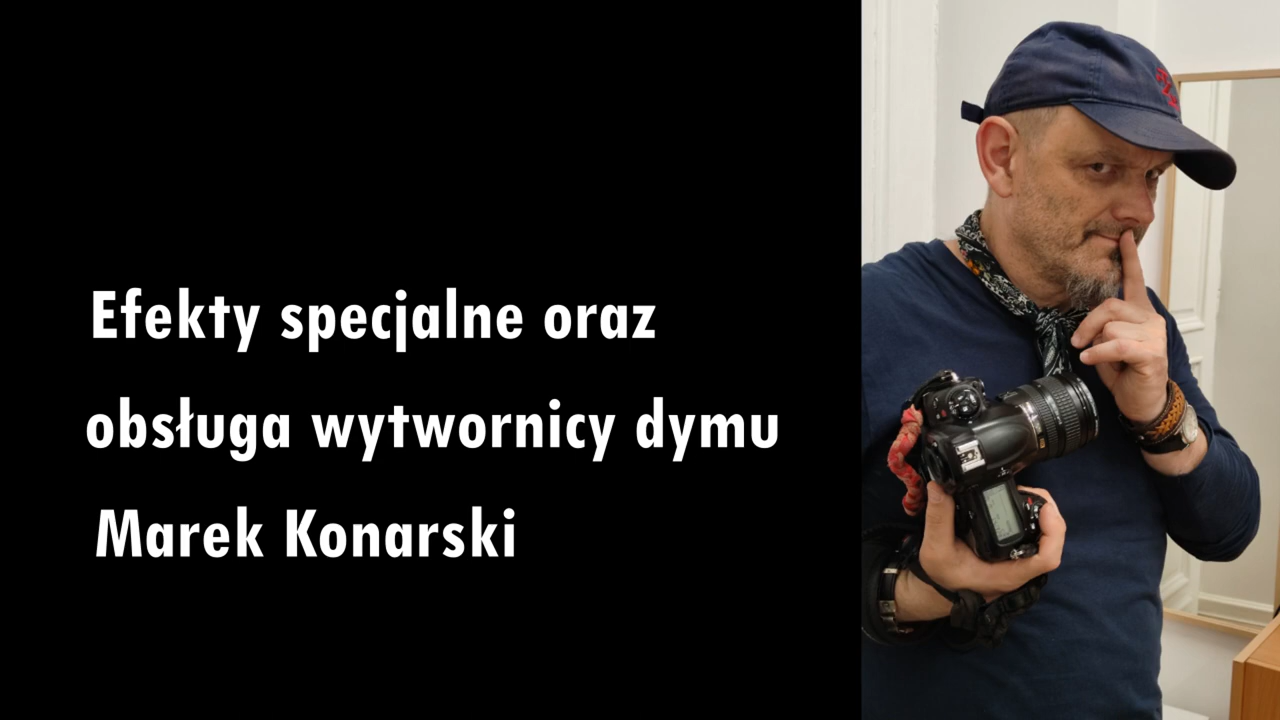 Efekty specjalne oraz
obsługa wytwornicy dymu
Marek Konarski